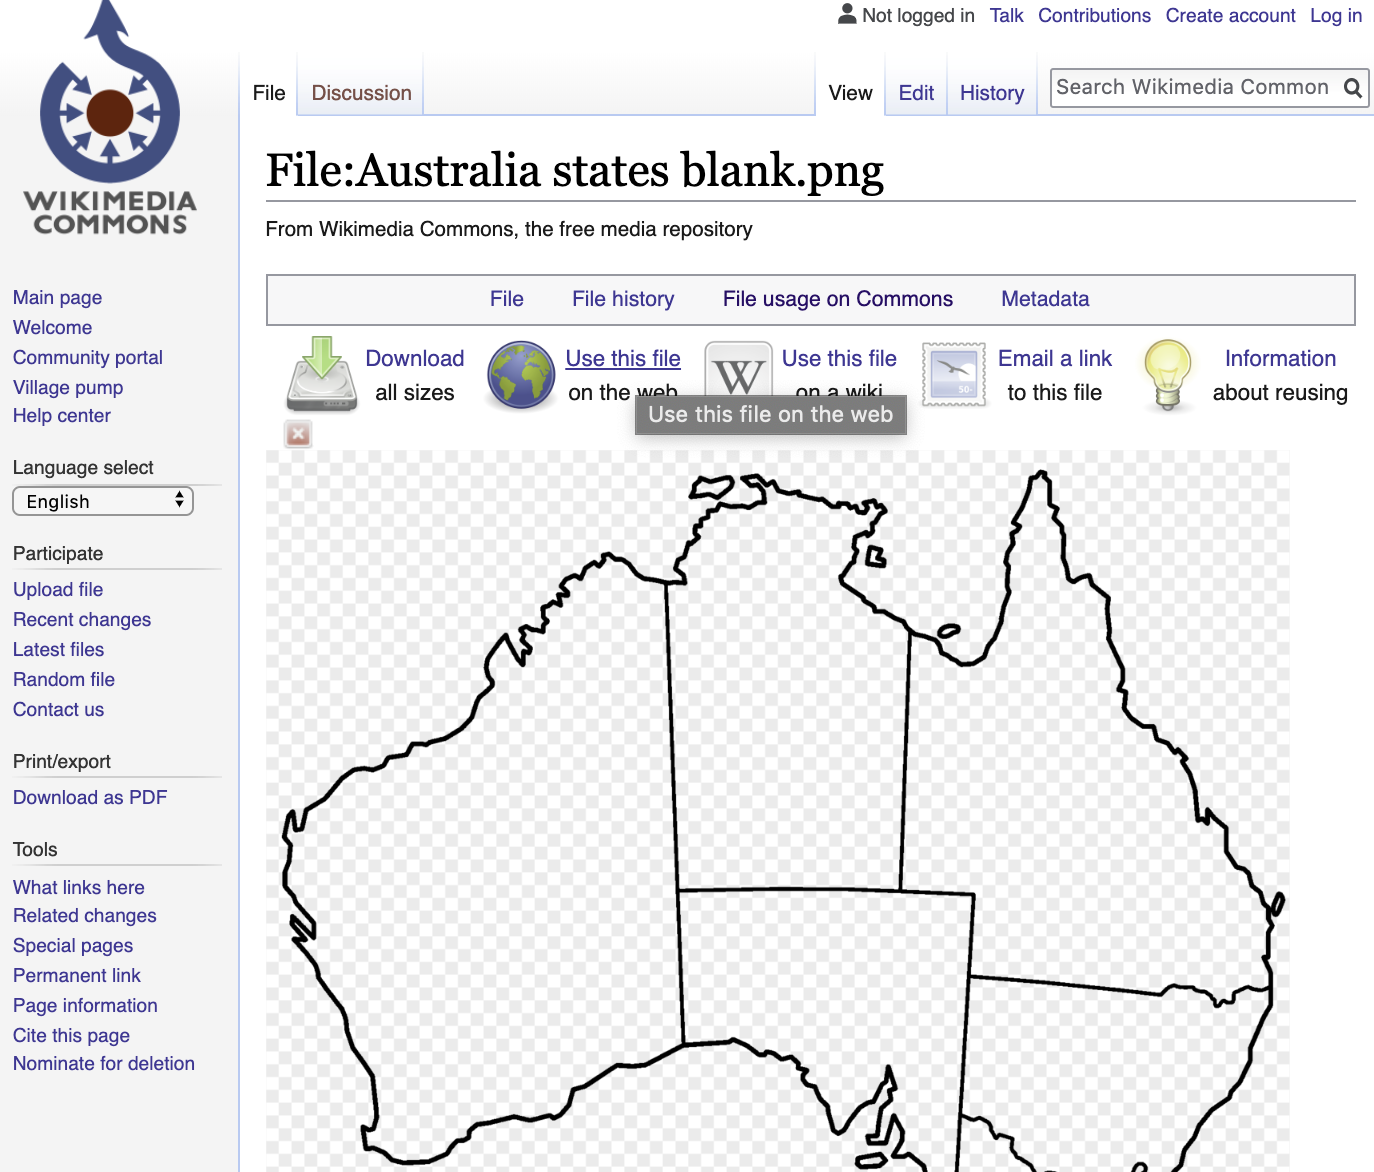 Not logged in Talk Contributions Create account Log in
File Discussion View Edit History Search Wikimedia Common
WIKIMEDIA
COMMONS
File:Australia states blank.png
From Wikimedia Commons, the free media repository
File File history File usage on Commons Metadata
Download
all sizes
Use this file
on the web
W
Use this file
on a wiki
50-
Email a link
to this file
Information
about reusing
Use this file on the web
Main page
Welcome
Community portal
Village pump
Help center
Language select
English
Participate
Upload file
Recent changes
Latest files
Random file
Contact us
Print/export
Download as PDF
Tools
What links here
Related changes
Special pages
Permanent link
Page information
Cite this page
Nominate for deletion